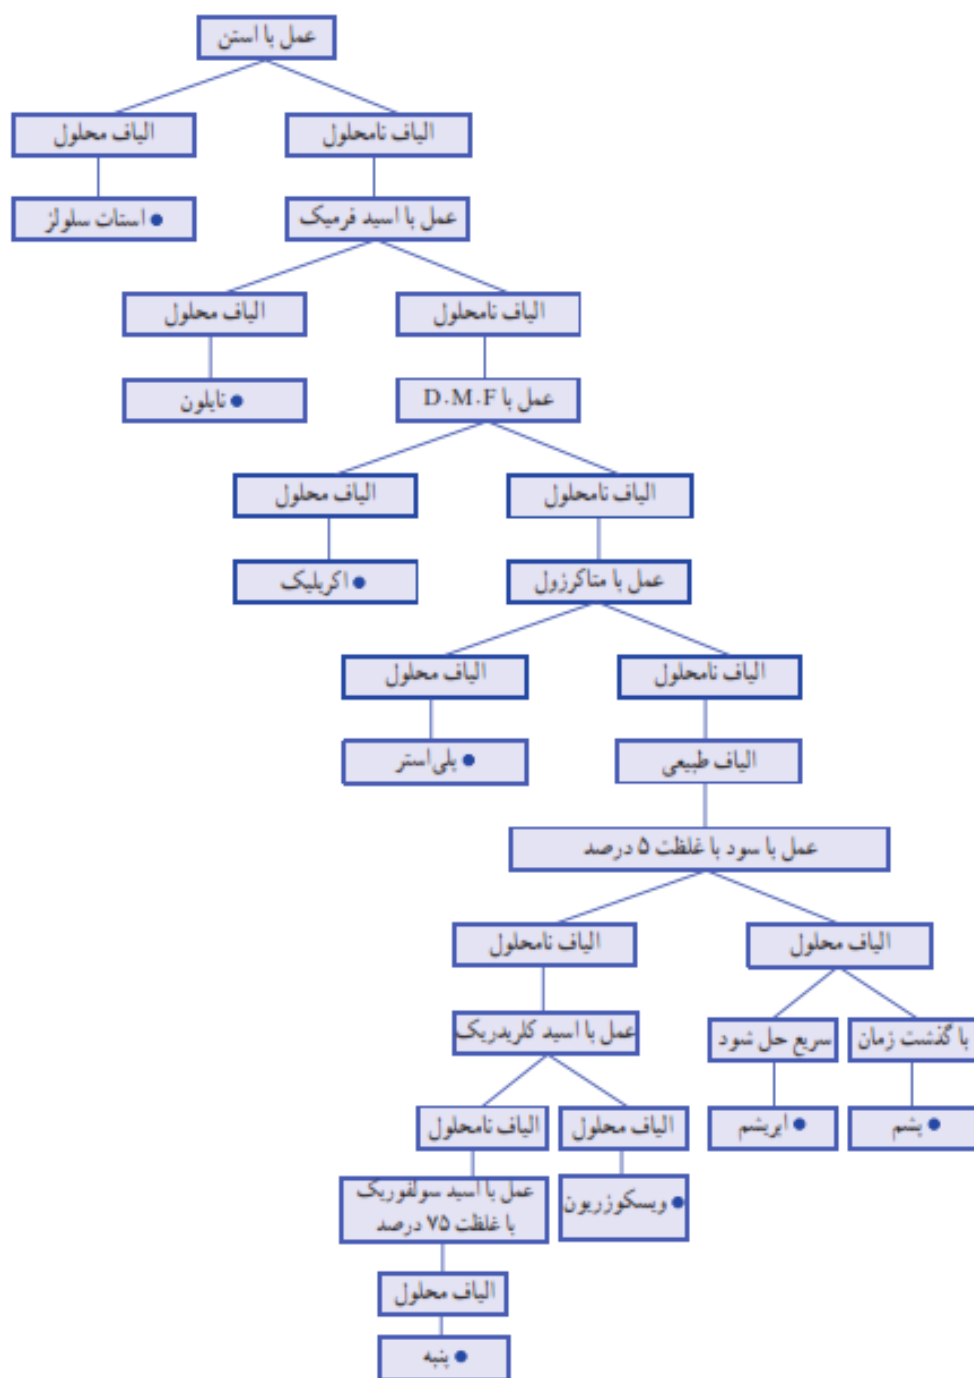 عمل با استن
الیاف نامحلول
الیاف محلول
عمل با اسید فرمیک
● استات سلولز
الیاف نامحلول
الیاف محلول
عمل با D.M.F
● نایلون
الیاف نامحلول
الیاف محلول
عمل با متاکرزول
● اکریلیک
الیاف نامحلول
الیاف محلول
الیاف طبیعی
● پلی‌استر
عمل با سود با غلظت ۵ درصد
الیاف محلول
الیاف نامحلول
با گذشت زمان
سریع حل شود
عمل با اسید کلریدریک
● پشم
● ابریشم
الیاف محلول
الیاف نامحلول
● ویسکوزریون
عمل با اسید سولفوریک
با غلظت ۷۵ درصد
الیاف محلول
● پنبه